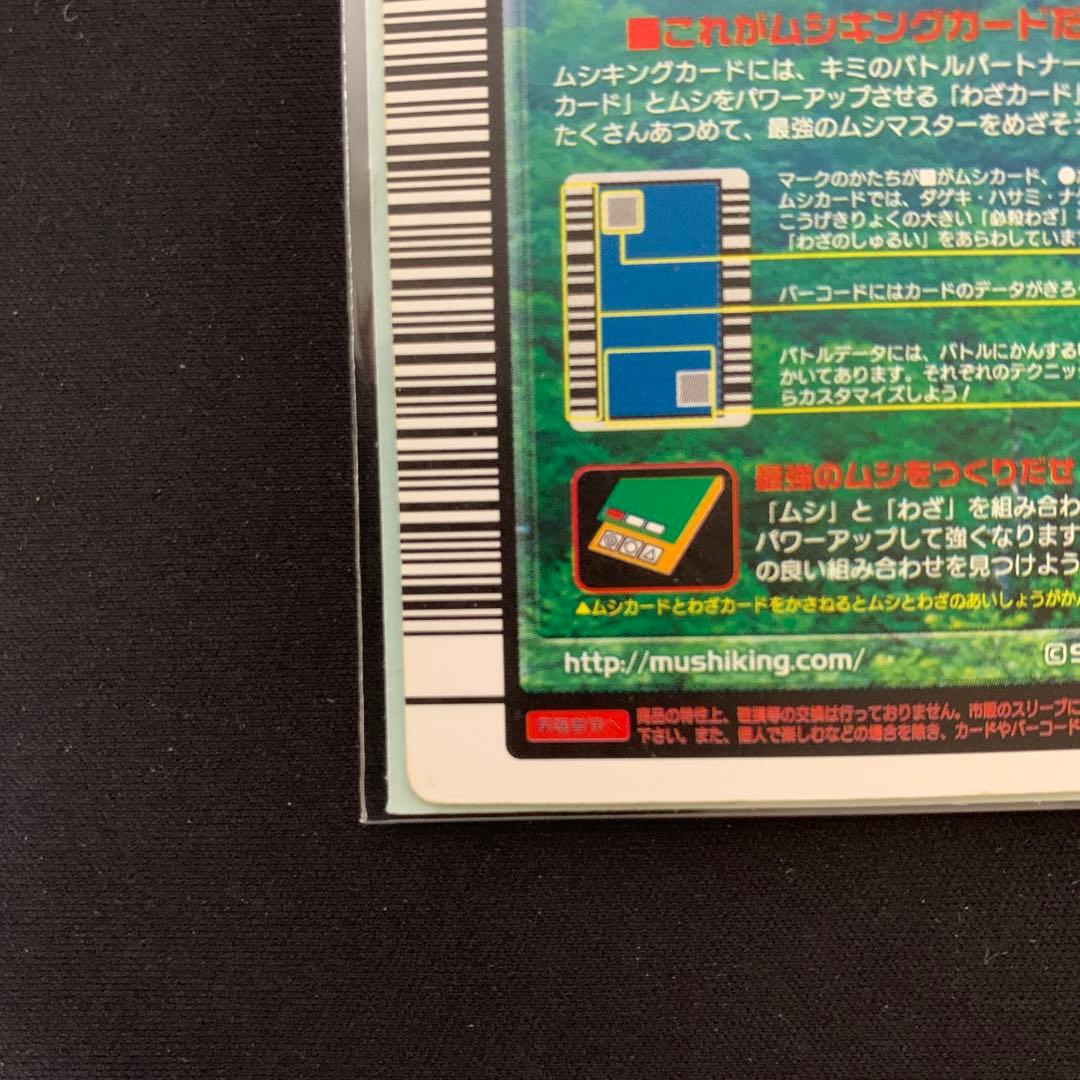 ■これがムシキングカードだ
ムシキングカードには、キミのバトルパートナー
カード」とムシをパワーアップさせる「わざカード」
たくさんあつめて、最強のムシマスターをめざそう
マークのかたちが■がムシカード、●
ムシカードでは、ダゲキ・ハサミ・ナ
こうげきりょくの大きい「必殺わざ」
「わざのしゅるい」をあらわしています
バーコードにはカードのデータがきろ
バトルデータには、バトルにかんする
かいてあります。それぞれのテクニッ
らカスタマイズしよう!
最強のムシをつくりだせ
「ムシ」と「わざ」を組み合わ
パワーアップして強くなります
の良い組み合わせを見つけよう
▲ムシカードとわざカードをかさねるとムシとわざのあいしょうがかん
http://mushiking.com/
©S
保護者様へ
商品の特性上、破損等の交換は行っておりません。市販のスリーブに
下さい。また、個人で楽しむなどの場合を除き、カードやバーコード